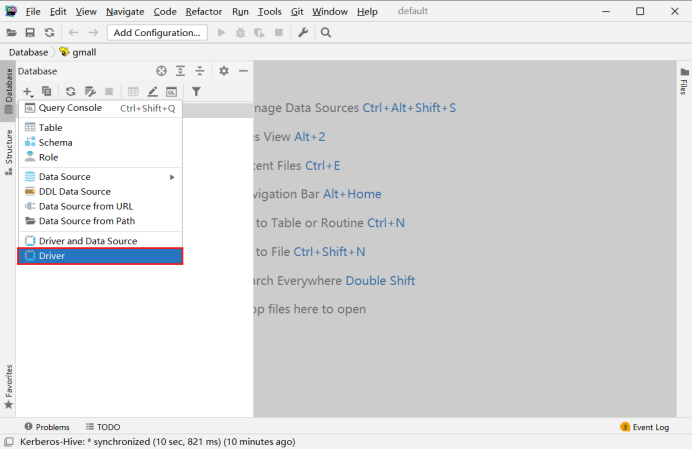 DG File Edit View Navigate Code Refactor Run Tools Git Window Help default
Add Configuration...
Database gmall
Database
Database
Files
Query Console Ctrl+Shift+Q
nage Data Sources Ctrl+Alt+Shift+S
Table
Schema
Role
es View Alt+2
Structure
cent Files Ctrl+E
Data Source
DDL Data Source
Data Source from URL
Data Source from Path
vigation Bar Alt+Home
to Table or Routine Ctrl+N
Driver and Data Source
Driver
to File Ctrl+Shift+N
arch Everywhere Double Shift
op files here to open
Favorites
Problems TODO
3 Event Log
Kerberos-Hive: * synchronized (10 sec, 821 ms) (10 minutes ago)